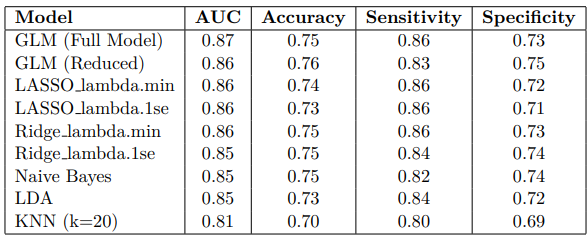 Model AUC Accuracy Sensitivity Specificity
GLM (Full Model) 0.87 0.75 0.86 0.73
GLM (Reduced) 0.86 0.76 0.83 0.75
LASSO_lambda.min 0.86 0.74 0.86 0.72
LASSO_lambda.1se 0.86 0.73 0.86 0.71
Ridge_lambda.min 0.86 0.75 0.86 0.73
Ridge_lambda.1se 0.85 0.75 0.84 0.74
Naive Bayes 0.85 0.75 0.82 0.74
LDA 0.85 0.73 0.84 0.72
KNN (k=20) 0.81 0.70 0.80 0.69